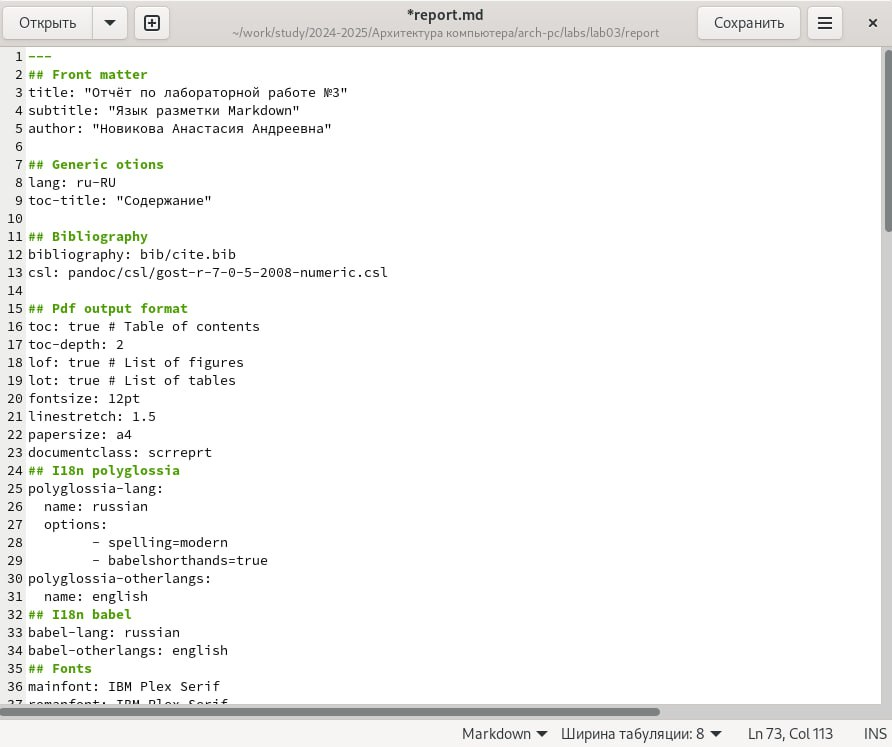 Открыть
*report.md
~/work/study/2024-2025/Архитектура компьютера/arch-pc/labs/lab03/report
Сохранить
1 ---
2 ## Front matter
3 title: "Отчёт по лабораторной работе №3"
4 subtitle: "Язык разметки Markdown"
5 author: "Новикова Анастасия Андреевна"
6
7 ## Generic otions
8 lang: ru-RU
9 toc-title: "Содержание"
10
11 ## Bibliography
12 bibliography: bib/cite.bib
13 csl: pandoc/csl/gost-r-7-0-5-2008-numeric.csl
14
15 ## Pdf output format
16 toc: true # Table of contents
17 toc-depth: 2
18 lof: true # List of figures
19 lot: true # List of tables
20 fontsize: 12pt
21 linestretch: 1.5
22 papersize: a4
23 documentclass: scrreprt
24 ## I18n polyglossia
25 polyglossia-lang:
26   name: russian
27   options:
28         - spelling=modern
29         - babelshorthands=true
30 polyglossia-otherlangs:
31   name: english
32 ## I18n babel
33 babel-lang: russian
34 babel-otherlangs: english
35 ## Fonts
36 mainfont: IBM Plex Serif
37 romanfont: IBM Plex Serif
Markdown Ширина табуляции: 8 Ln 73, Col 113 INS